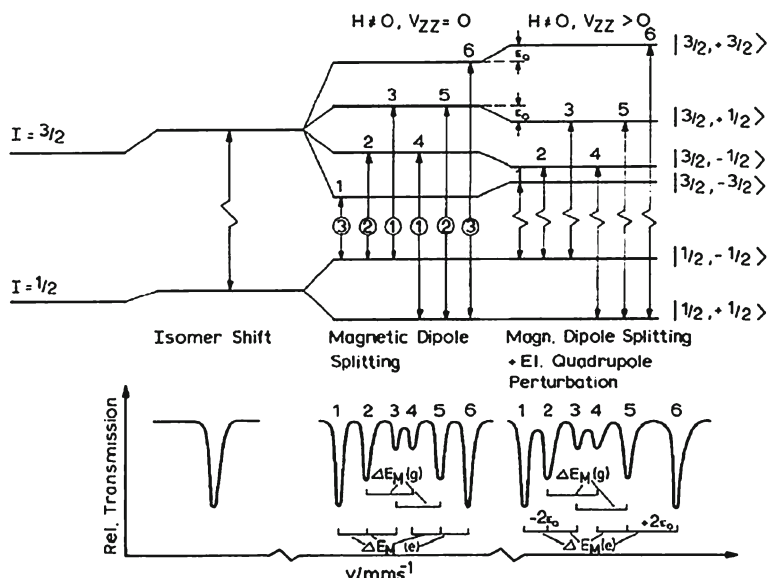 H ≠ 0, V_ZZ = 0
H ≠ 0, V_ZZ > 0
6
6
|3/2, + 3/2>
ε₀
3
5
ε₀
3
5
|3/2, + 1/2>
I = 3/2
2
4
2
4
|3/2, - 1/2>
1
1
|3/2, - 3/2>
③ ② ① ① ② ③
|1/2, - 1/2>
I = 1/2
|1/2, + 1/2>
Isomer Shift
Magnetic Dipole
Splitting
Magn. Dipole Splitting
+ El. Quadrupole
Perturbation
Rel. Transmission
1 2 3 4 5 6
1 2 3 4 5 6
ΔE_M(g)
ΔE_M(g)
-2ε₀
+2ε₀
ΔE_M(e)
ΔE_M(e)
v/mms⁻¹